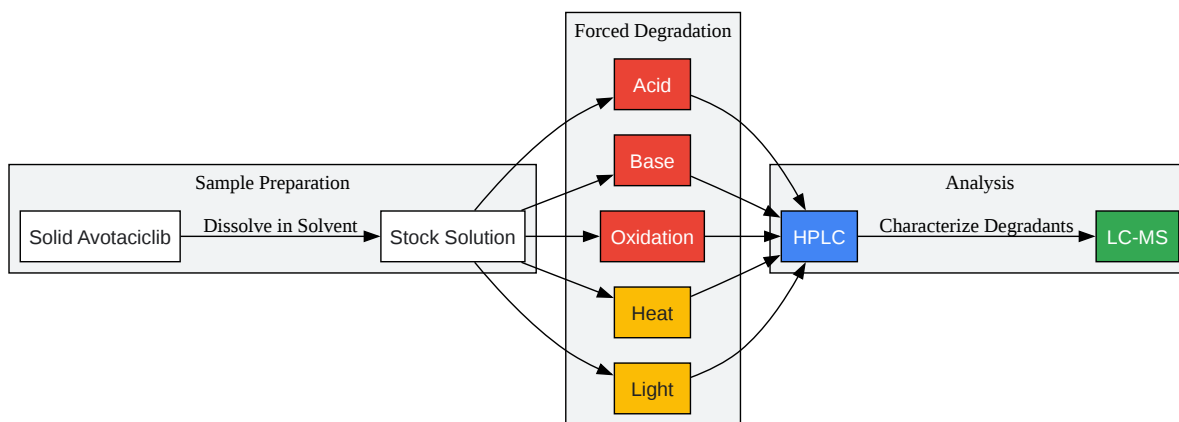 Forced Degradation
Acid
Base
Oxidation
Heat
Light
Sample Preparation
Solid Avotaciclib
Dissolve in Solvent
Stock Solution
Analysis
HPLC
Characterize Degradants
LC-MS